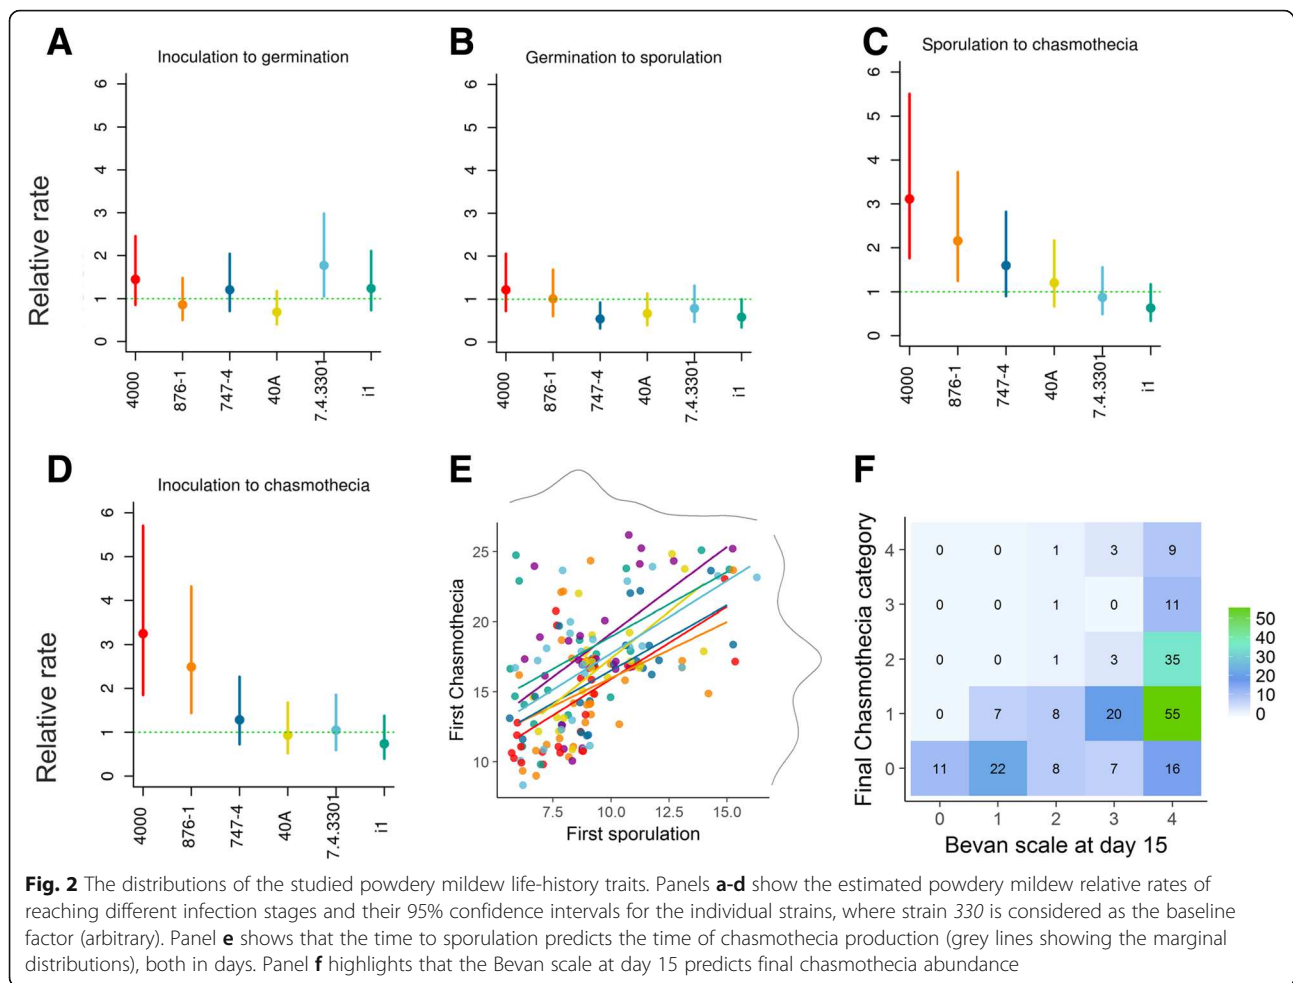 A
Inoculation to germination
Relative rate
6
5
4
3
2
1
0
4000
876-1
747-4
40A
7.4.3301
i1
B
Germination to sporulation
6
5
4
3
2
1
0
4000
876-1
747-4
40A
7.4.3301
i1
C
Sporulation to chasmothecia
6
5
4
3
2
1
0
4000
876-1
747-4
40A
7.4.3301
i1
D
Inoculation to chasmothecia
Relative rate
6
5
4
3
2
1
0
4000
876-1
747-4
40A
7.4.3301
i1
E
First Chasmothecia
25
20
15
10
7.5 10.0 12.5 15.0
First sporulation
F
Final Chasmothecia category
4 0 0 1 3 9
3 0 0 1 0 11
2 0 0 1 3 35
1 0 7 8 20 55
0 11 22 8 7 16
0 1 2 3 4
Bevan scale at day 15
50
40
30
20
10
0
Fig. 2 The distributions of the studied powdery mildew life-history traits. Panels a-d show the estimated powdery mildew relative rates of
reaching different infection stages and their 95% confidence intervals for the individual strains, where strain 330 is considered as the baseline
factor (arbitrary). Panel e shows that the time to sporulation predicts the time of chasmothecia production (grey lines showing the marginal
distributions), both in days. Panel f highlights that the Bevan scale at day 15 predicts final chasmothecia abundance